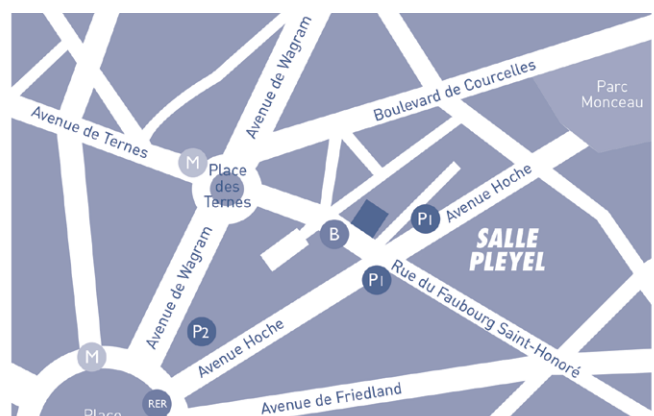 Avenue de Wagram
Boulevard de Courcelles
Parc
Monceau
Avenue de Ternes
M
Place
des
Ternes
Avenue Hoche
P1
B
SALLE
PLEYEL
P1
Rue du Faubourg Saint-Honoré
Avenue de Wagram
P2
Avenue Hoche
M
RER
Avenue de Friedland
Place